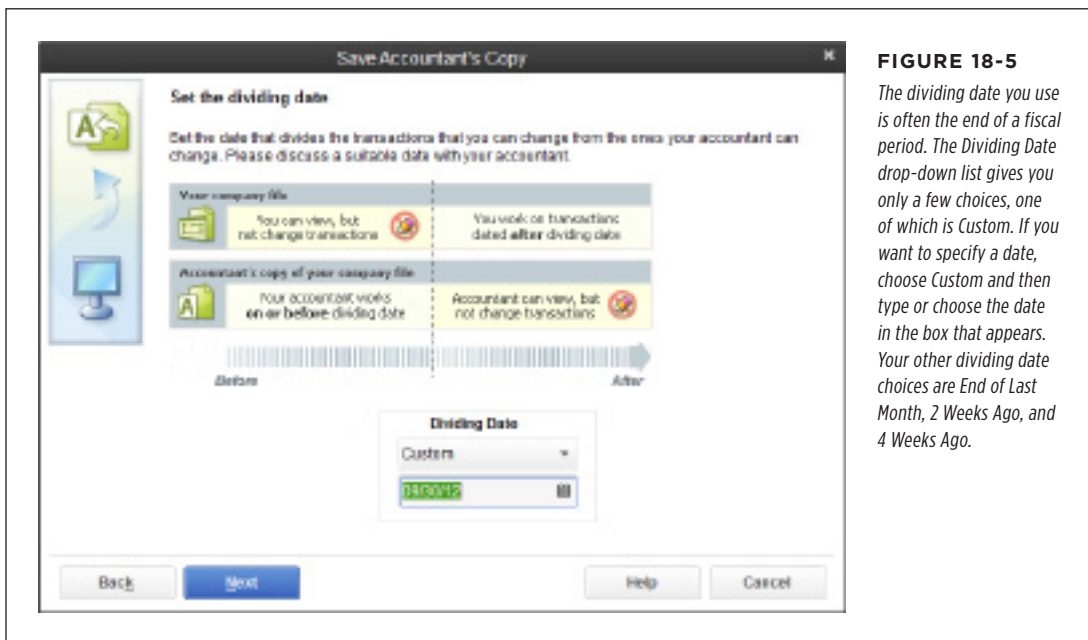 Save Accountant's Copy
Set the dividing date
Set the date that divides the transactions that you can change from the ones your accountant can
change. Please discuss a suitable date with your accountant.
Your company file
You can view, but
not change transactions
You work on transactions
dated after dividing date
Accountant's copy of your company file
Your accountant works
on or before dividing date
Accountant can view, but
not change transactions
Before
After
Dividing Date
Custom
Back
Next
Help
Cancel
FIGURE 18-5
The dividing date you use
is often the end of a fiscal
period. The Dividing Date
drop-down list gives you
only a few choices, one
of which is Custom. If you
want to specify a date,
choose Custom and then
type or choose the date
in the box that appears.
Your other dividing date
choices are End of Last
Month, 2 Weeks Ago, and
4 Weeks Ago.